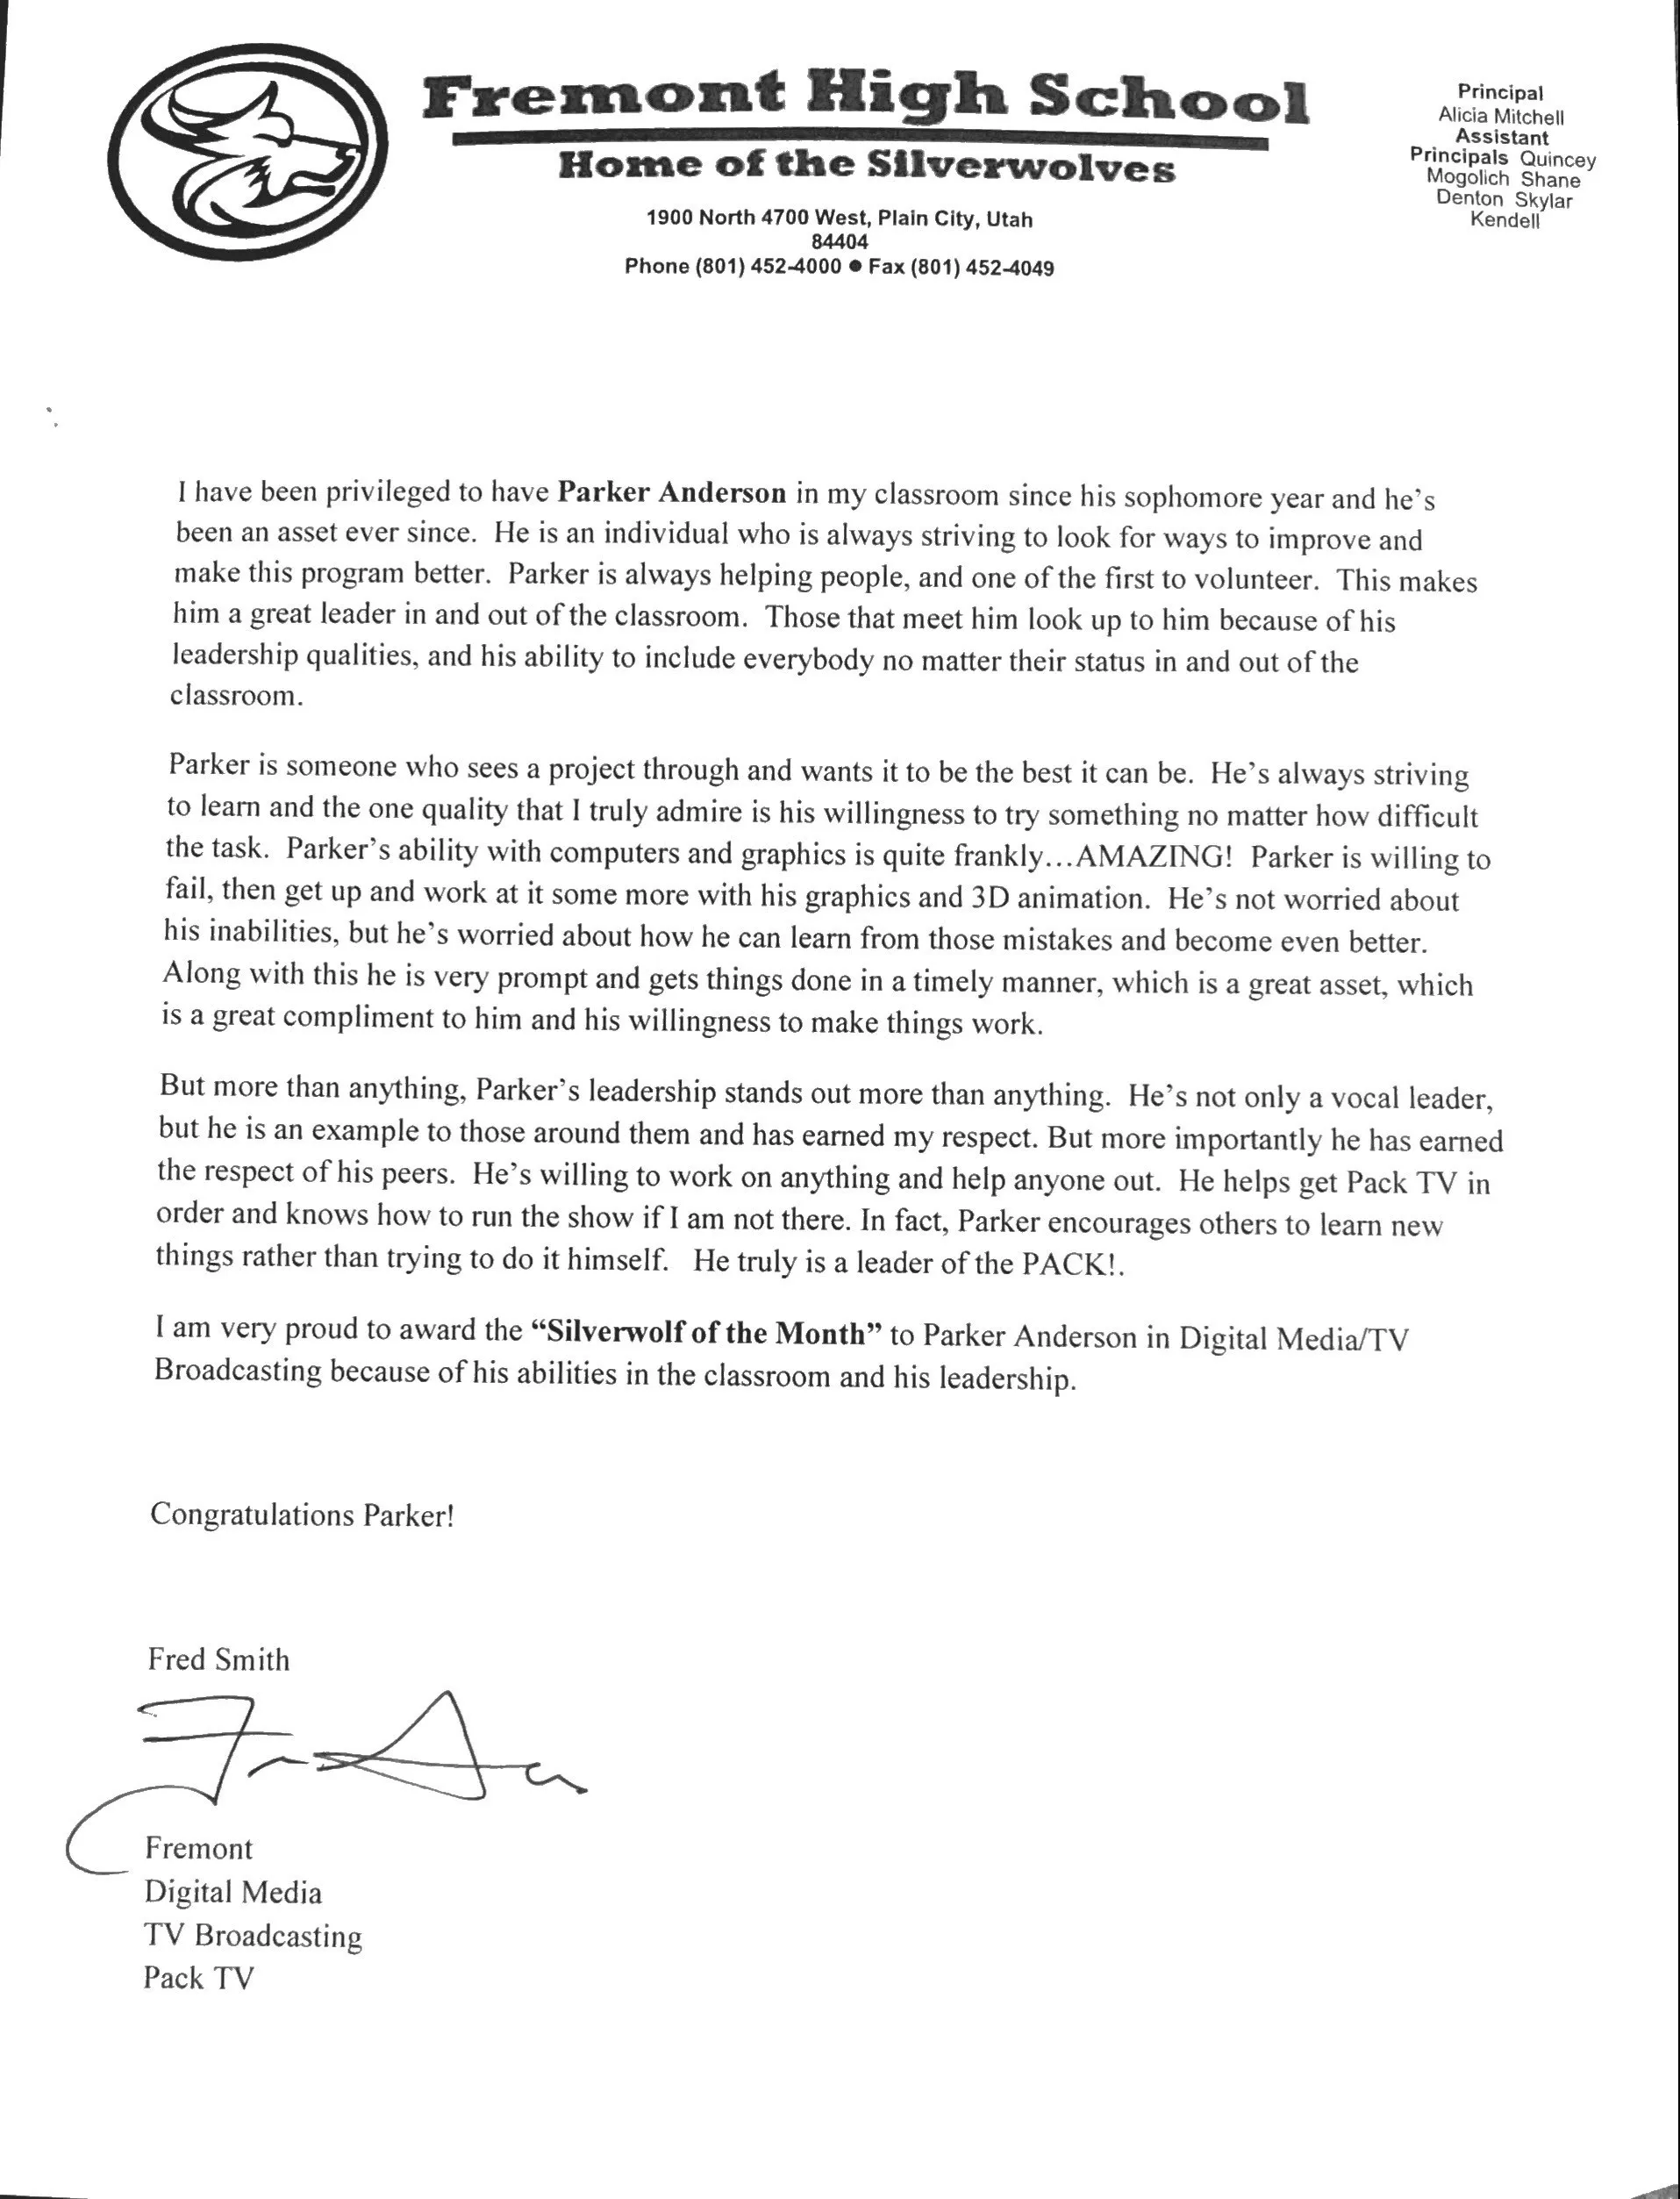 Fremont High School
Home of the Silverwolves
1900 North 4700 West, Plain City, Utah
84404
Phone (801) 452-4000 ● Fax (801) 452-4049
Principal
Alicia Mitchell
Assistant
Principals Quincey
Mogolich Shane
Denton Skylar
Kendell
I have been privileged to have Parker Anderson in my classroom since his sophomore year and he's
been an asset ever since. He is an individual who is always striving to look for ways to improve and
make this program better. Parker is always helping people, and one of the first to volunteer. This makes
him a great leader in and out of the classroom. Those that meet him look up to him because of his
leadership qualities, and his ability to include everybody no matter their status in and out of the
classroom.
Parker is someone who sees a project through and wants it to be the best it can be. He's always striving
to learn and the one quality that I truly admire is his willingness to try something no matter how difficult
the task. Parker's ability with computers and graphics is quite frankly…AMAZING! Parker is willing to
fail, then get up and work at it some more with his graphics and 3D animation. He's not worried about
his inabilities, but he's worried about how he can learn from those mistakes and become even better.
Along with this he is very prompt and gets things done in a timely manner, which is a great asset, which
is a great compliment to him and his willingness to make things work.
But more than anything, Parker's leadership stands out more than anything. He's not only a vocal leader,
but he is an example to those around them and has earned my respect. But more importantly he has earned
the respect of his peers. He's willing to work on anything and help anyone out. He helps get Pack TV in
order and knows how to run the show if I am not there. In fact, Parker encourages others to learn new
things rather than trying to do it himself. He truly is a leader of the PACK!.
I am very proud to award the “Silverwolf of the Month” to Parker Anderson in Digital Media/TV
Broadcasting because of his abilities in the classroom and his leadership.
Congratulations Parker!
Fred Smith
Fremont
Digital Media
TV Broadcasting
Pack TV